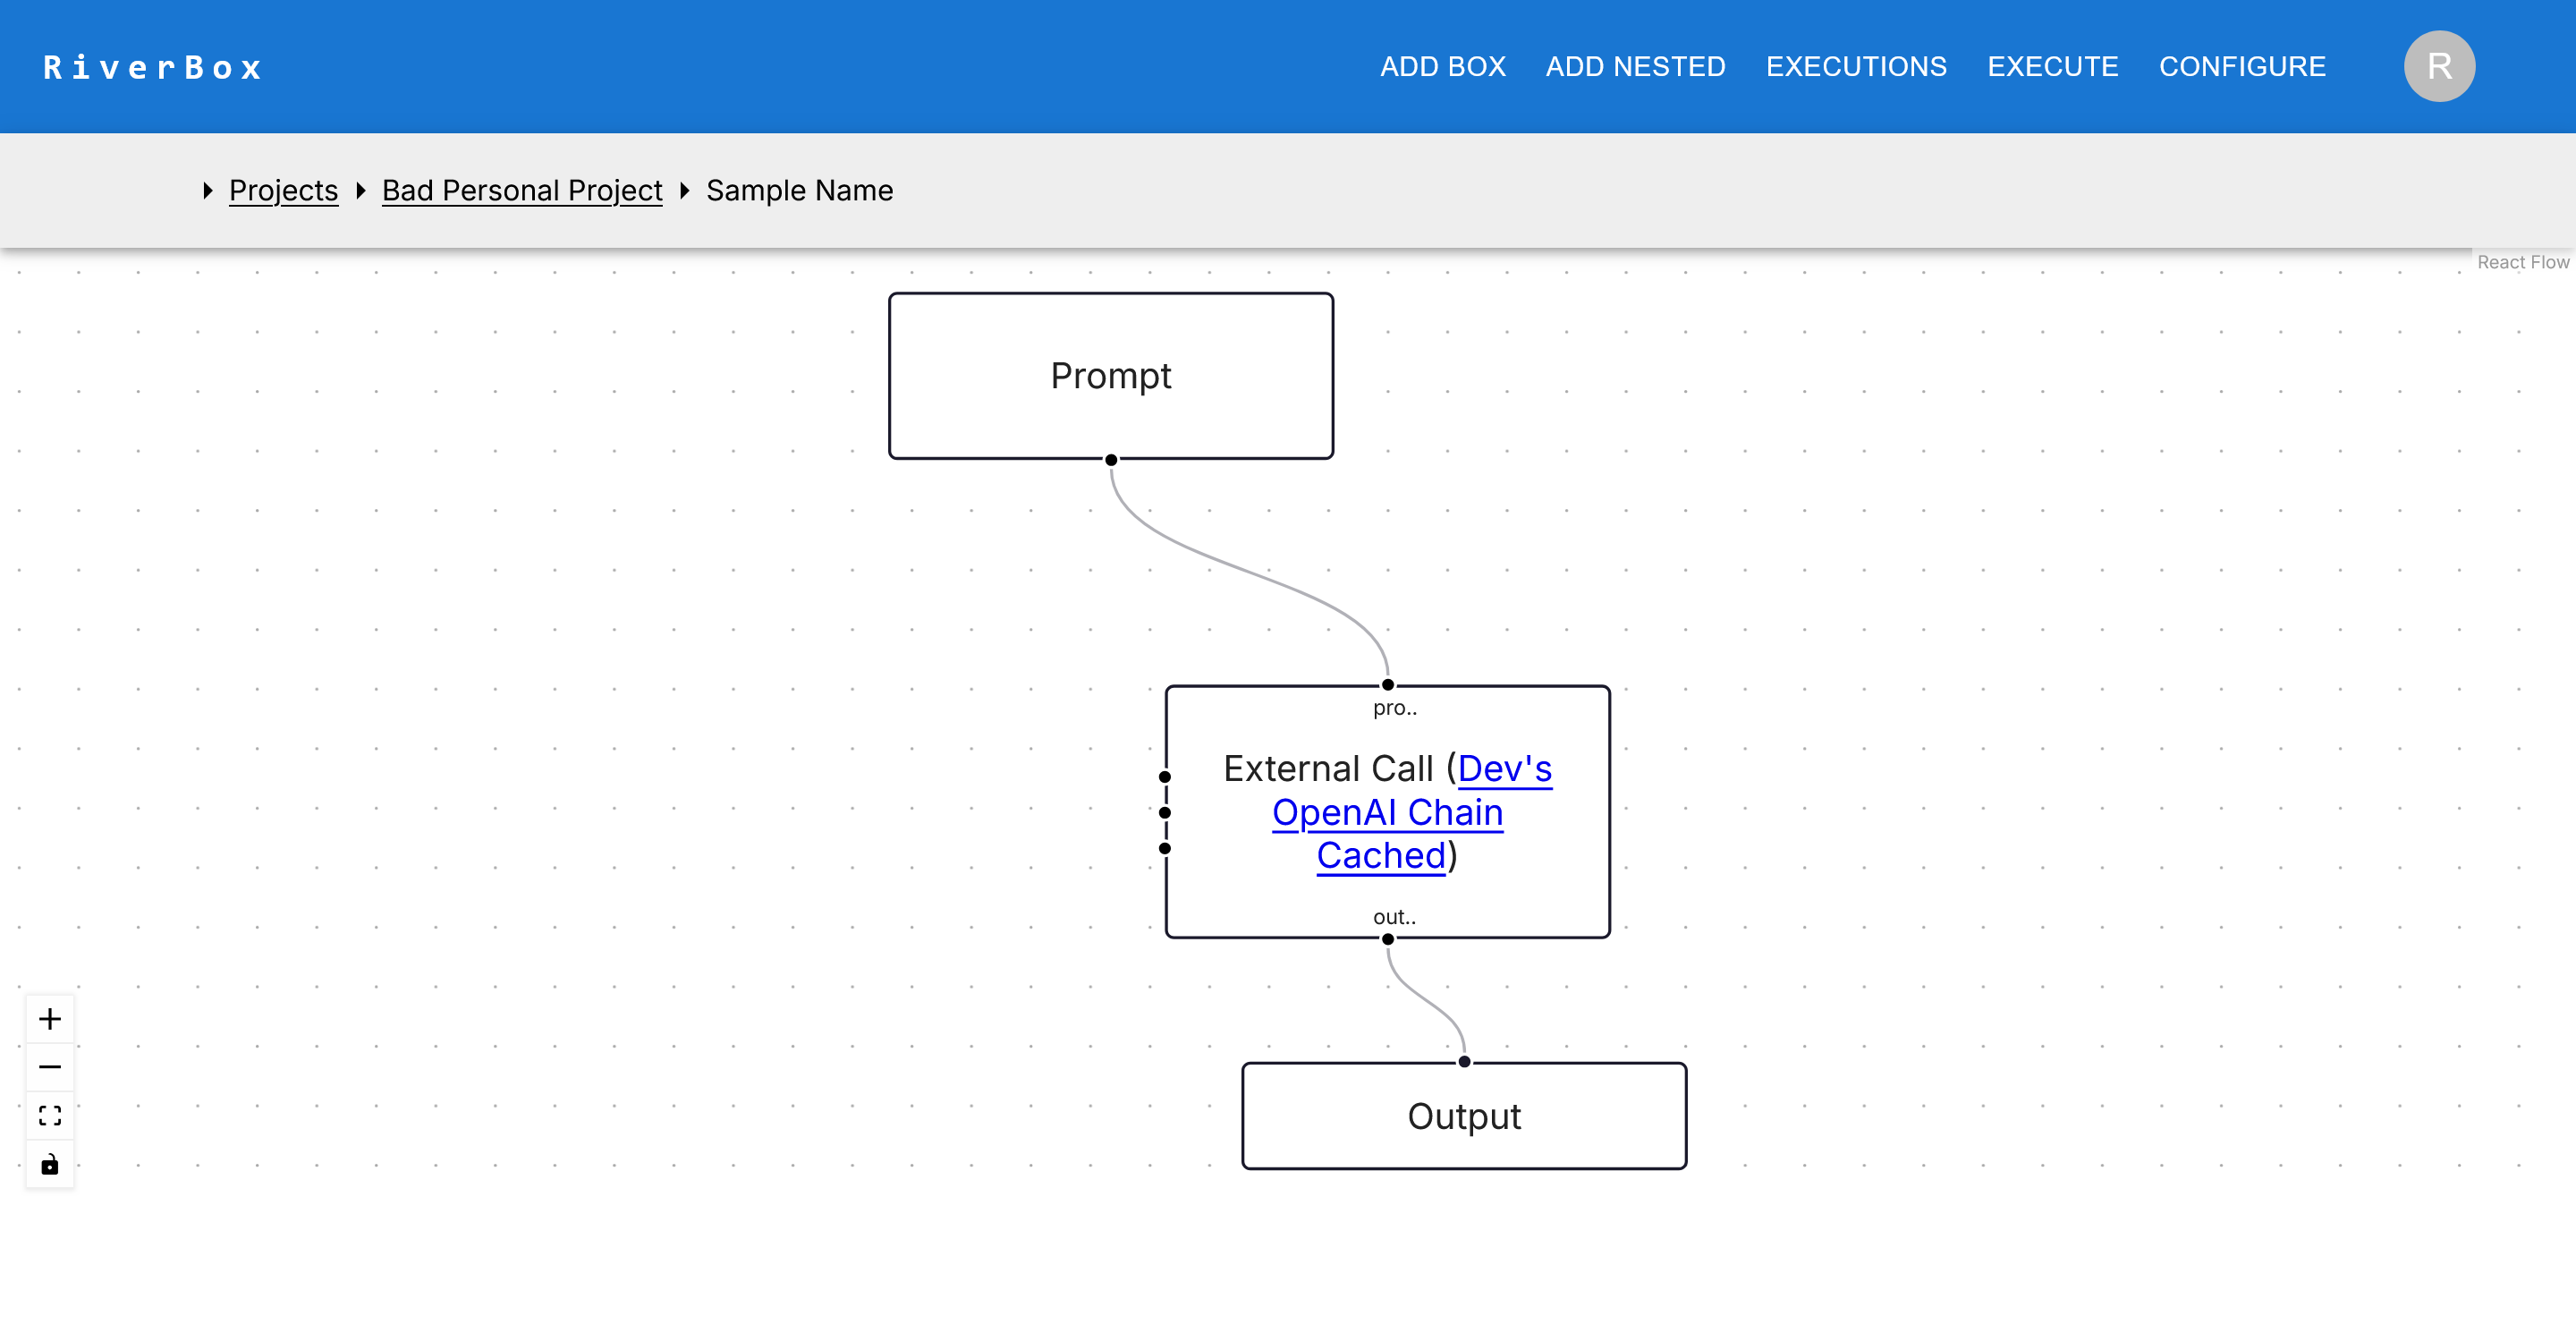 RiverBox
ADD BOX ADD NESTED EXECUTIONS EXECUTE CONFIGURE R
Projects Bad Personal Project Sample Name
React Flow
Prompt
pro..
External Call (Dev's
OpenAI Chain
Cached)
out..
Output